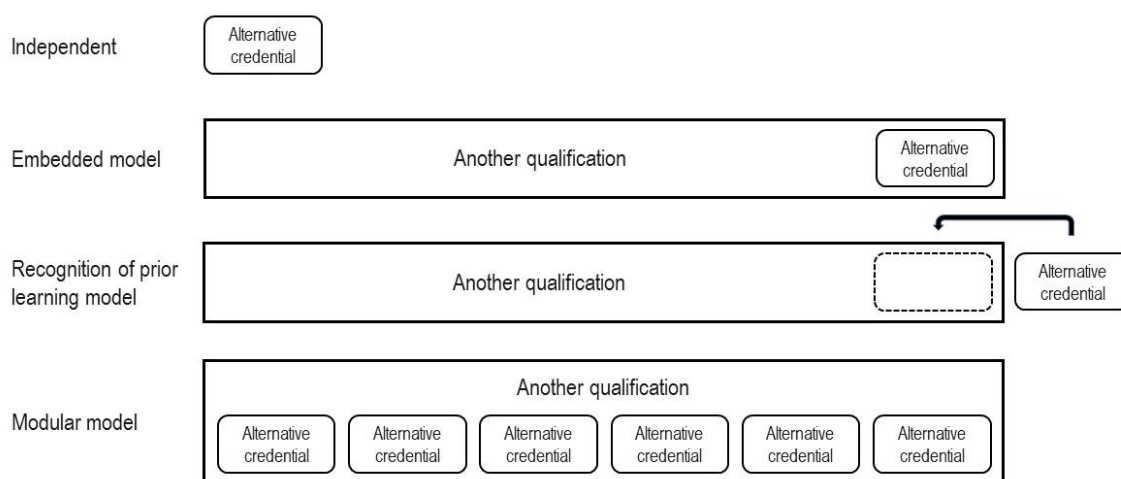 Independent
Alternative
credential
Embedded model
Another qualification
Alternative
credential
Recognition of prior
learning model
Another qualification
Alternative
credential
Modular model
Another qualification
Alternative
credential
Alternative
credential
Alternative
credential
Alternative
credential
Alternative
credential
Alternative
credential